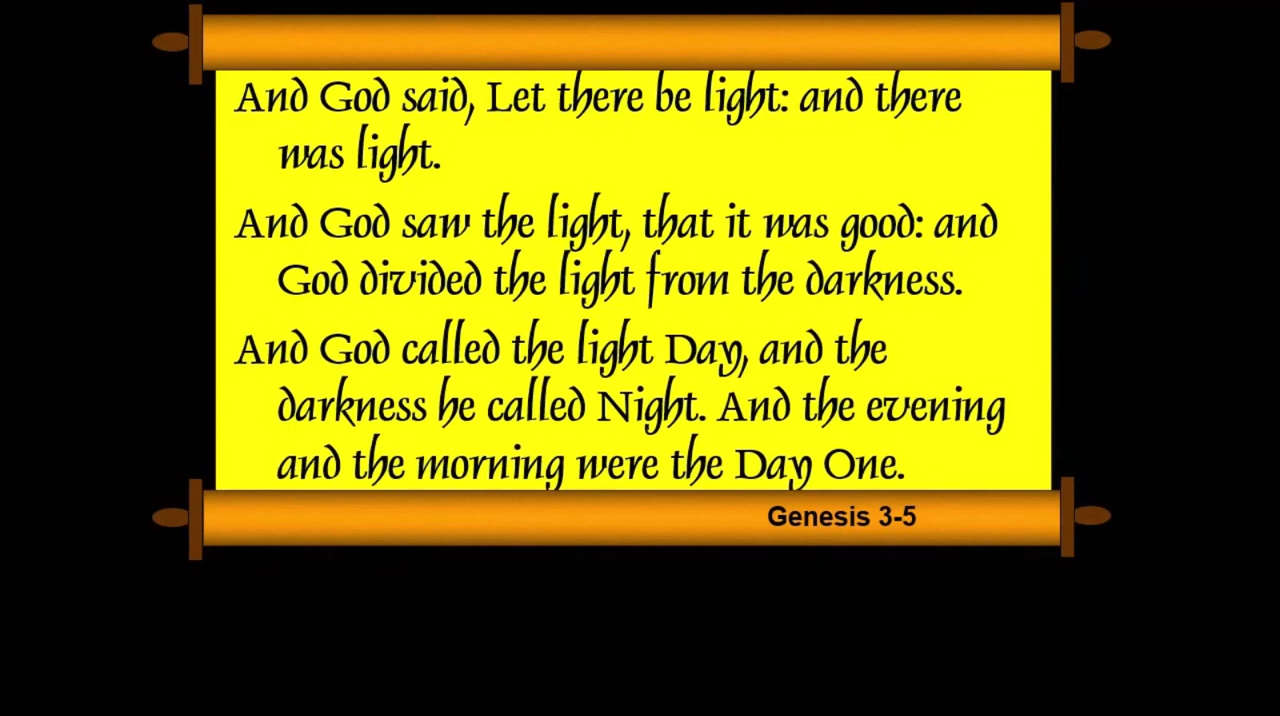 And God said, Let there be light: and there
was light.
And God saw the light, that it was good: and
God divided the light from the darkness.
And God called the light Day, and the
darkness he called Night. And the evening
and the morning were the Day One.
Genesis 3-5